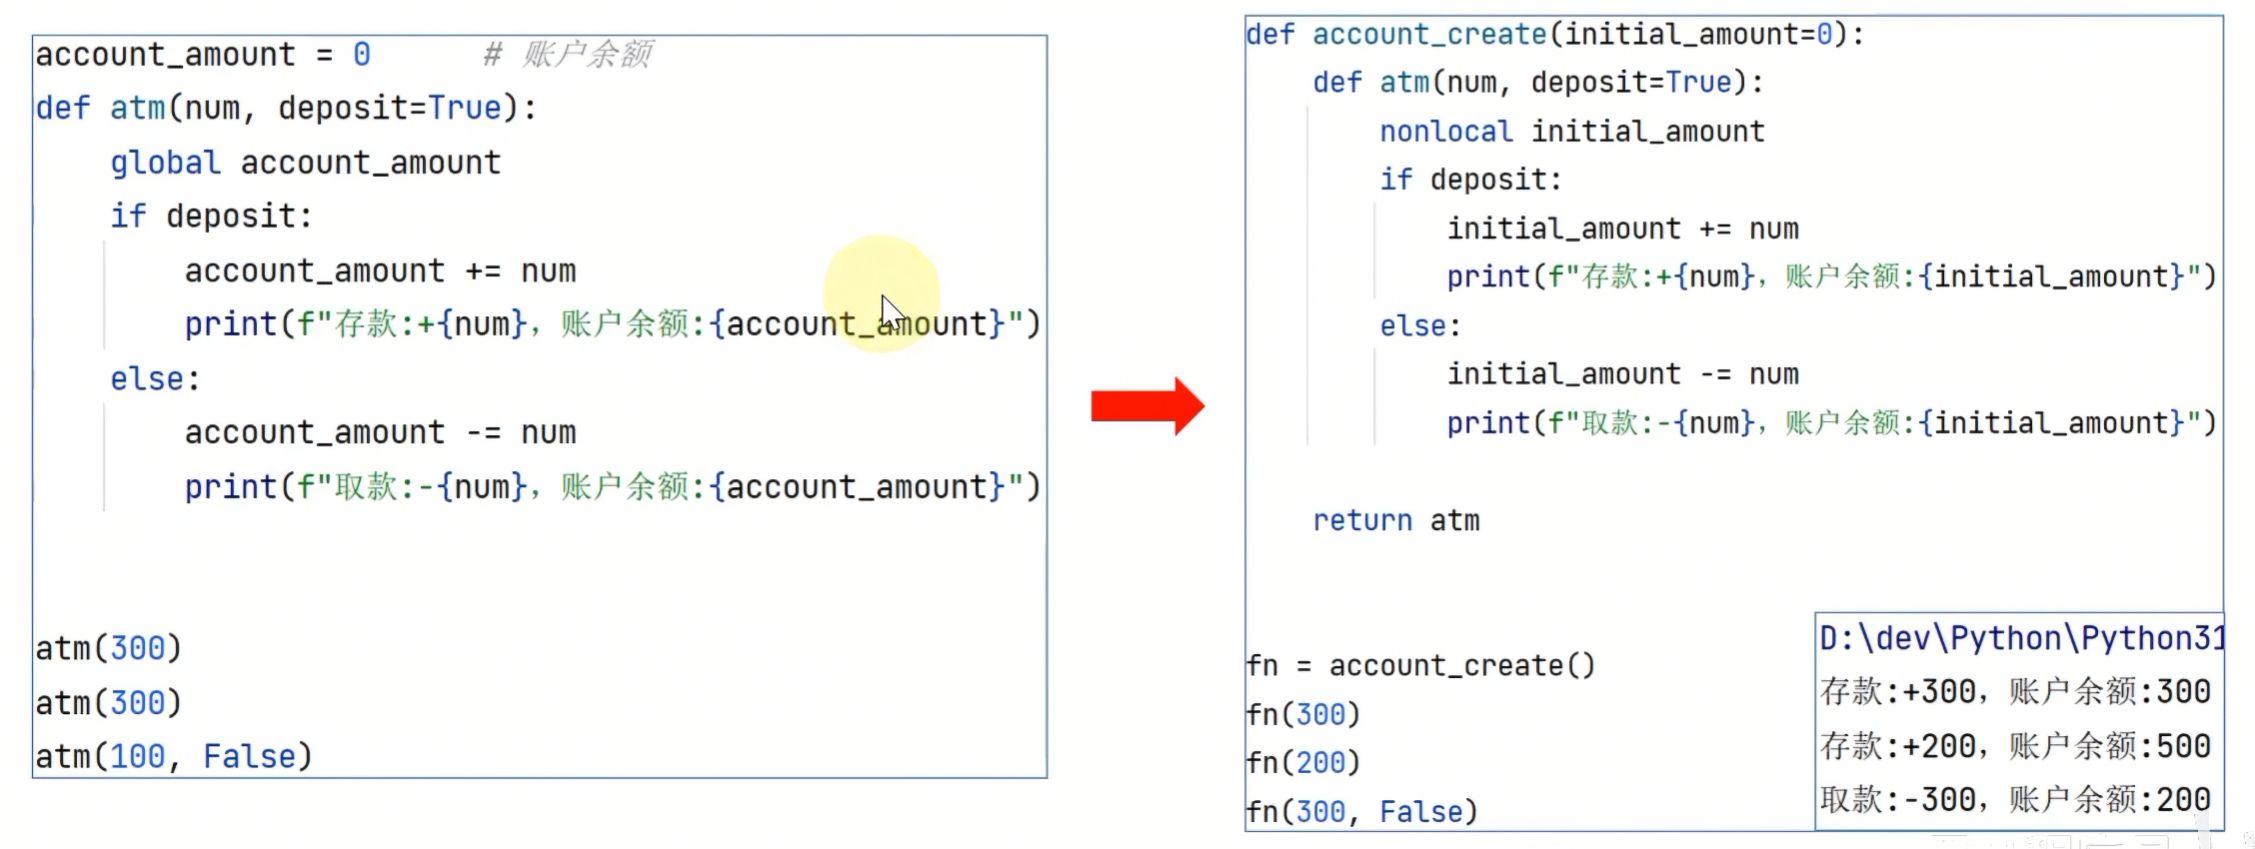 account_amount = 0      # 账户余额
def atm(num, deposit=True):
    global account_amount
    if deposit:
        account_amount += num
        print(f"存款:+{num}, 账户余额:{account_amount}")
    else:
        account_amount -= num
        print(f"取款:-{num}, 账户余额:{account_amount}")
atm(300)
atm(300)
atm(100, False)
def account_create(initial_amount=0):
    def atm(num, deposit=True):
        nonlocal initial_amount
        if deposit:
            initial_amount += num
            print(f"存款:+{num}, 账户余额:{initial_amount}")
        else:
            initial_amount -= num
            print(f"取款:-{num}, 账户余额:{initial_amount}")
    return atm
fn = account_create()
fn(300)
fn(200)
fn(300, False)
D:\dev\Python\Python31
存款:+300, 账户余额:300
存款:+200, 账户余额:500
取款:-300, 账户余额:200